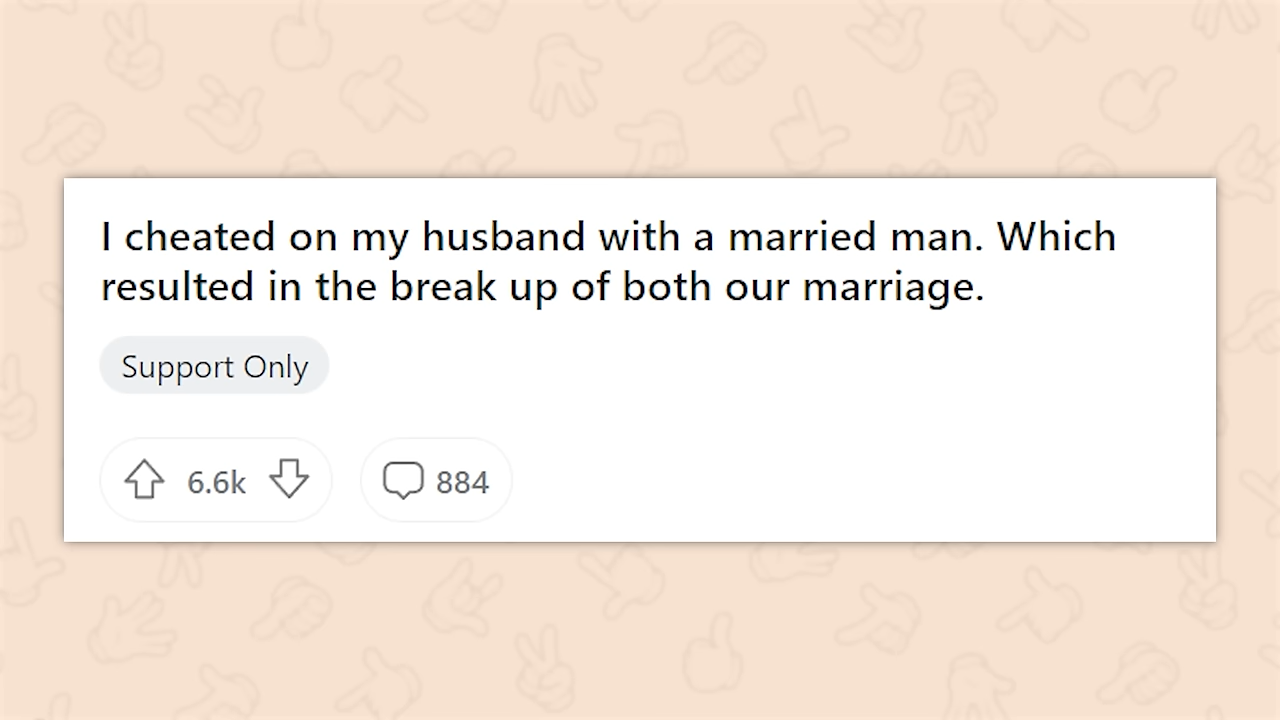 I cheated on my husband with a married man. Which
resulted in the break up of both our marriage.
Support Only
6.6k
884